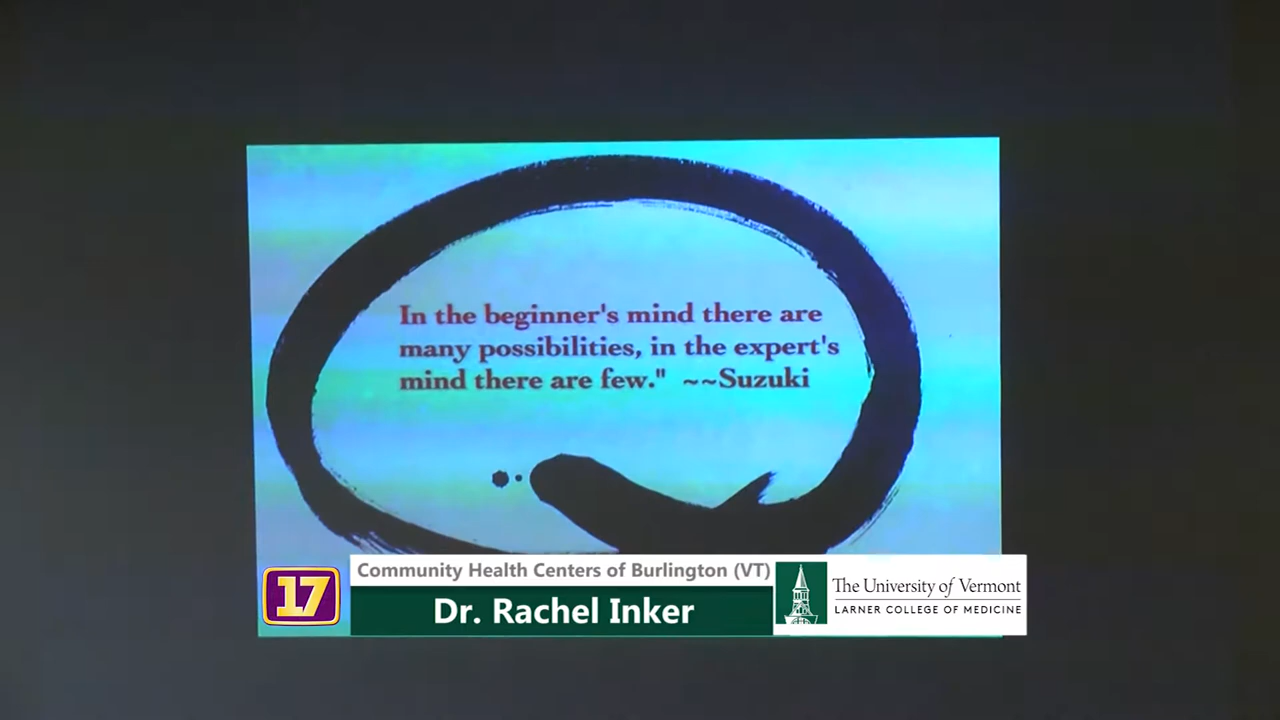 In the beginner's mind there are
many possibilities, in the expert's
mind there are few." ~~Suzuki
Community Health Centers of Burlington (VT)
17
Dr. Rachel Inker
The University of Vermont
LARNER COLLEGE OF MEDICINE